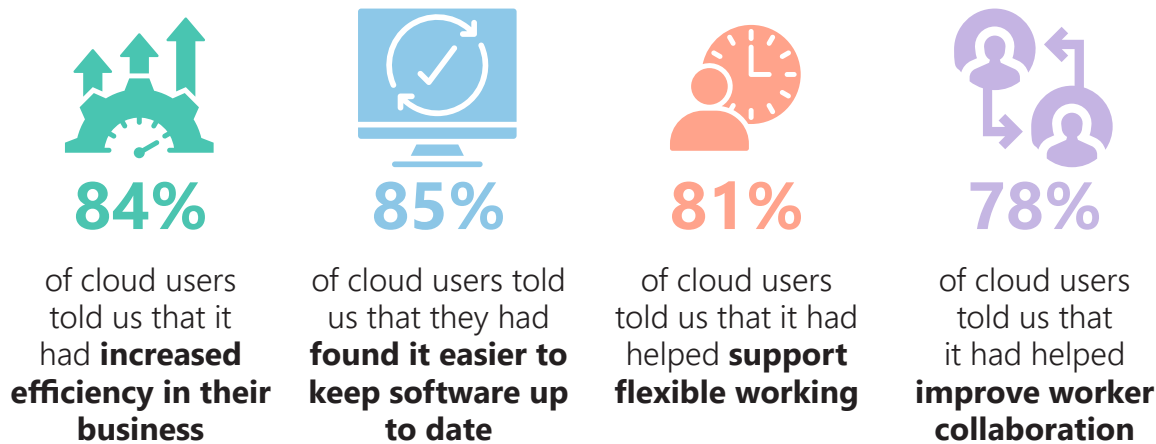 84%
of cloud users
told us that it
had increased
efficiency in their
business
85%
of cloud users told
us that they had
found it easier to
keep software up
to date
81%
of cloud users
told us that it had
helped support
flexible working
78%
of cloud users
told us that
it had helped
improve worker
collaboration